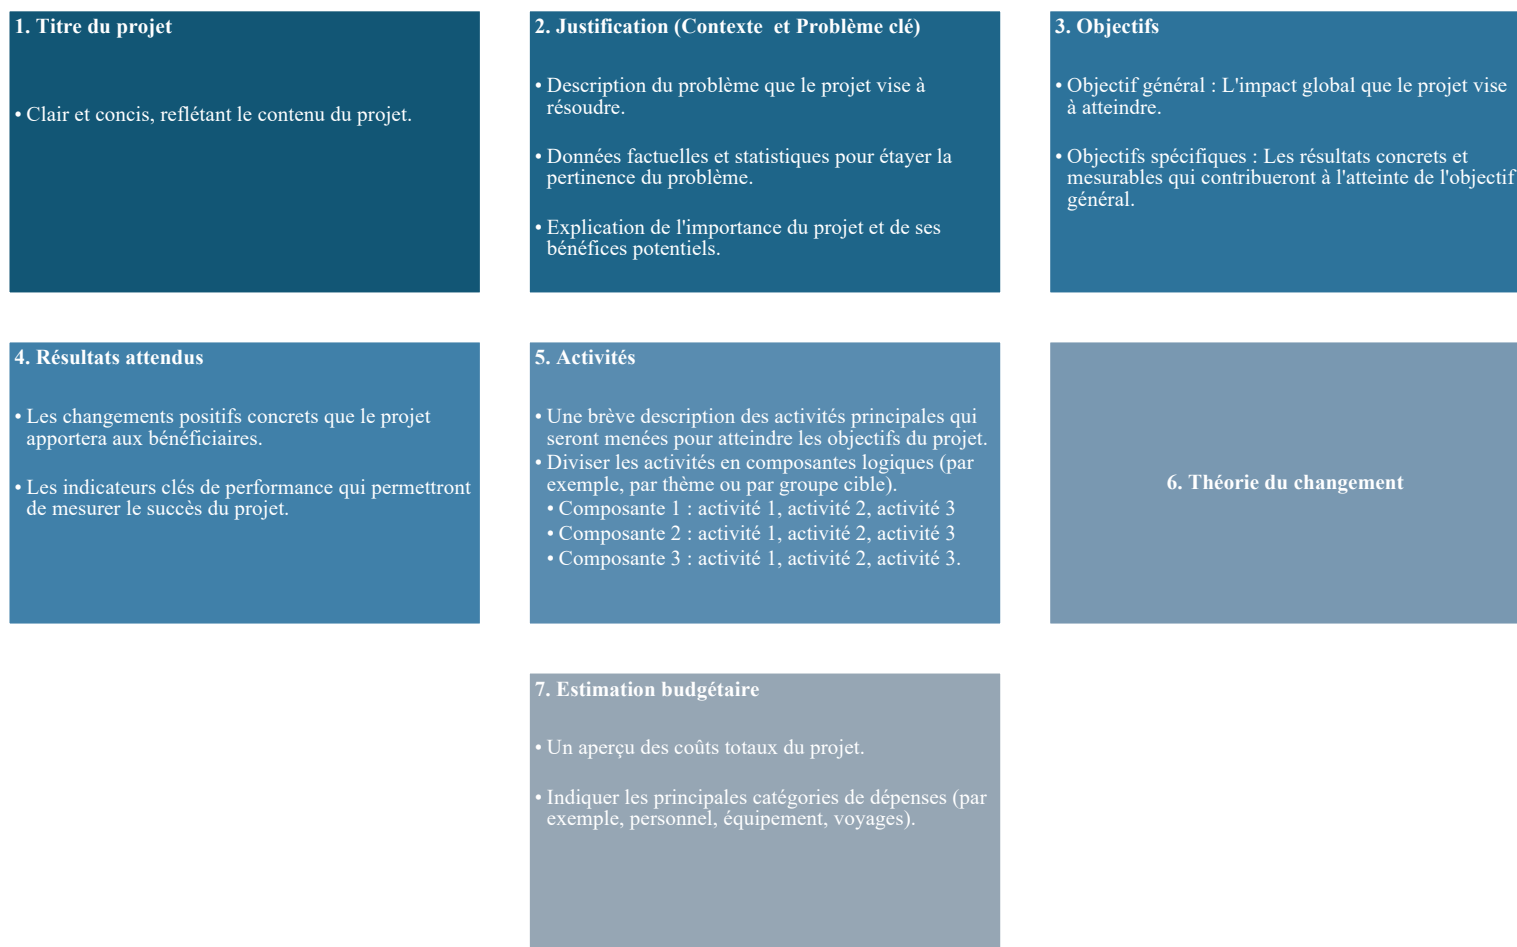 1. Titre du projet
• Clair et concis, reflétant le contenu du projet.
2. Justification (Contexte  et Problème clé)
• Description du problème que le projet vise à
résoudre.
• Données factuelles et statistiques pour étayer la
pertinence du problème.
• Explication de l'importance du projet et de ses
bénéfices potentiels.
3. Objectifs
• Objectif général : L'impact global que le projet vise
à atteindre.
• Objectifs spécifiques : Les résultats concrets et
mesurables qui contribueront à l'atteinte de l'objectif
général.
4. Résultats attendus
• Les changements positifs concrets que le projet
apportera aux bénéficiaires.
• Les indicateurs clés de performance qui permettront
de mesurer le succès du projet.
5. Activités
• Une brève description des activités principales qui
seront menées pour atteindre les objectifs du projet.
• Diviser les activités en composantes logiques (par
exemple, par thème ou par groupe cible).
• Composante 1 : activité 1, activité 2, activité 3
• Composante 2 : activité 1, activité 2, activité 3
• Composante 3 : activité 1, activité 2, activité 3.
6. Théorie du changement
7. Estimation budgétaire
• Un aperçu des coûts totaux du projet.
• Indiquer les principales catégories de dépenses (par
exemple, personnel, équipement, voyages).